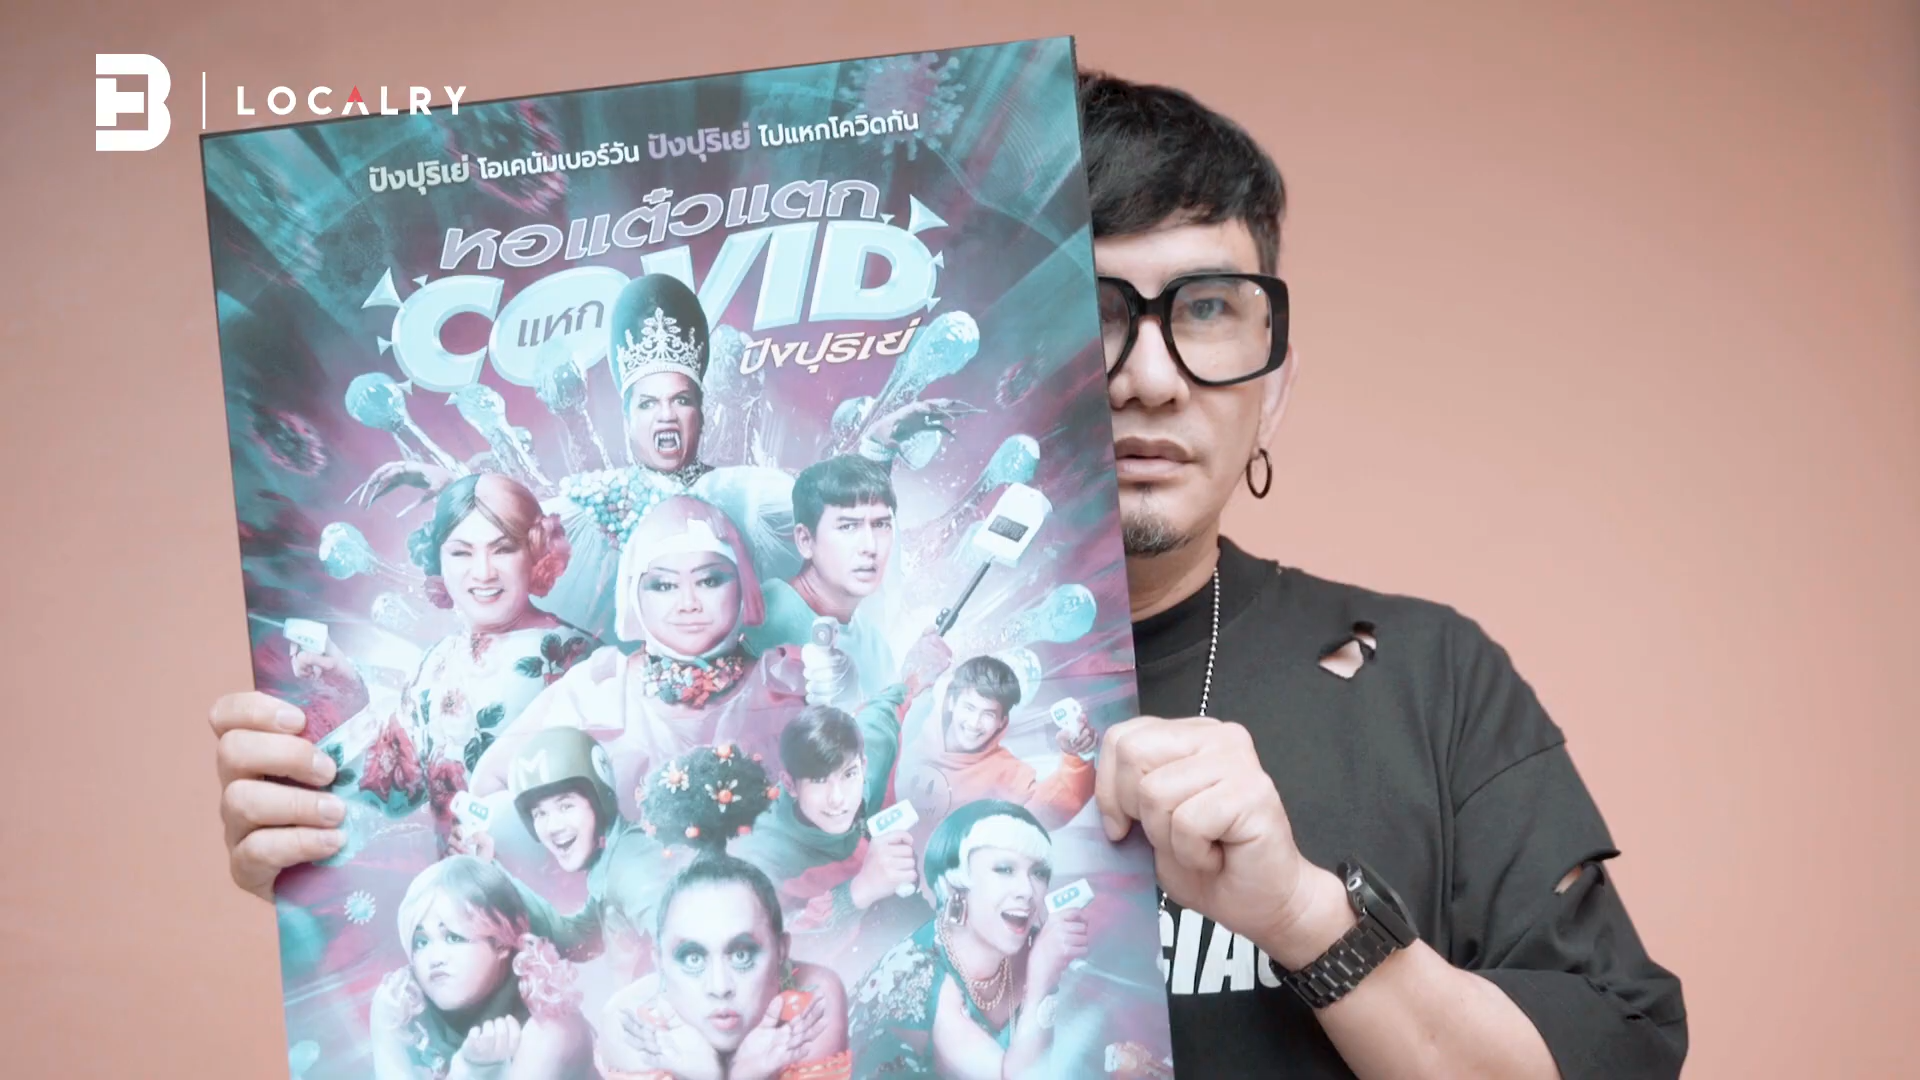 B | LOCALRY
ปังปุริเย่ โอเคนัมเบอร์วัน ปังปุริเย่ ไปแหกโควิดกัน
หอแต๋วแตก
แหก
COVID
ปังปุริเย่
M